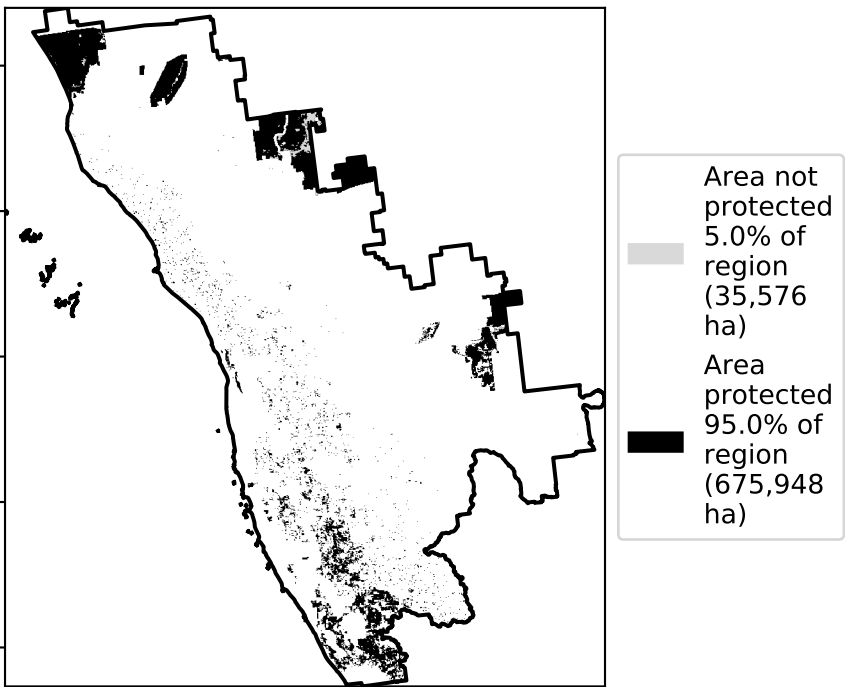 Area not
protected
5.0% of
region
(35,576
ha)
Area
protected
95.0% of
region
(675,948
ha)